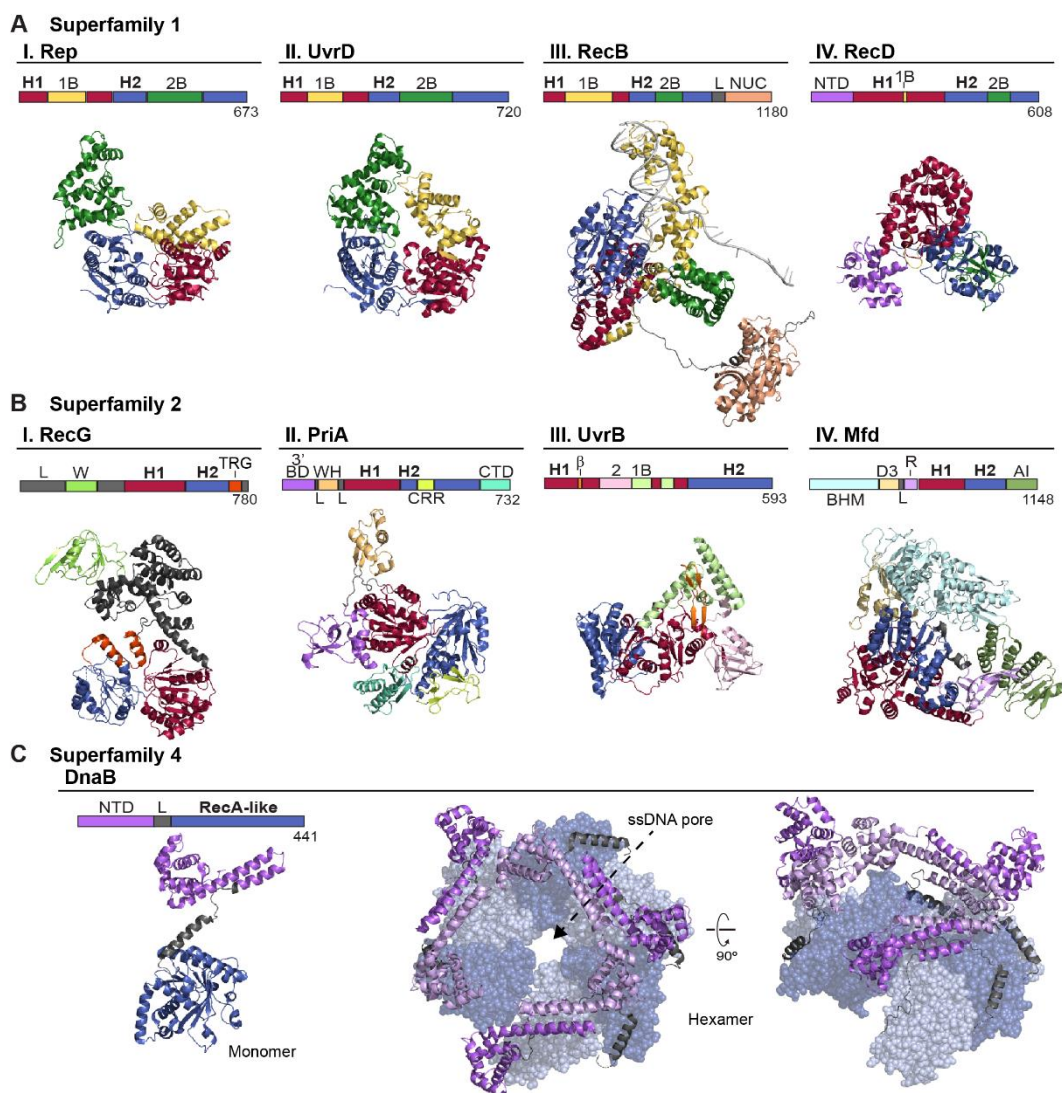 A Superfamily 1
I. Rep
II. UvrD
III. RecB
IV. RecD
H1 1B H2 2B
673
H1 1B H2 2B
720
H1 1B H2 2B L NUC
1180
NTD H1 1B H2 2B
608
B Superfamily 2
I. RecG
II. PriA
III. UvrB
IV. Mfd
L W H1 H2 TRG
780
3'
BD WH H1 H2 CTD
L L CRR 732
H1 β 2 1B H2
593
D3 R H1 H2 AI
BHM L 1148
C Superfamily 4
DnaB
NTD L RecA-like
441
Monomer
ssDNA pore
Hexamer
90°